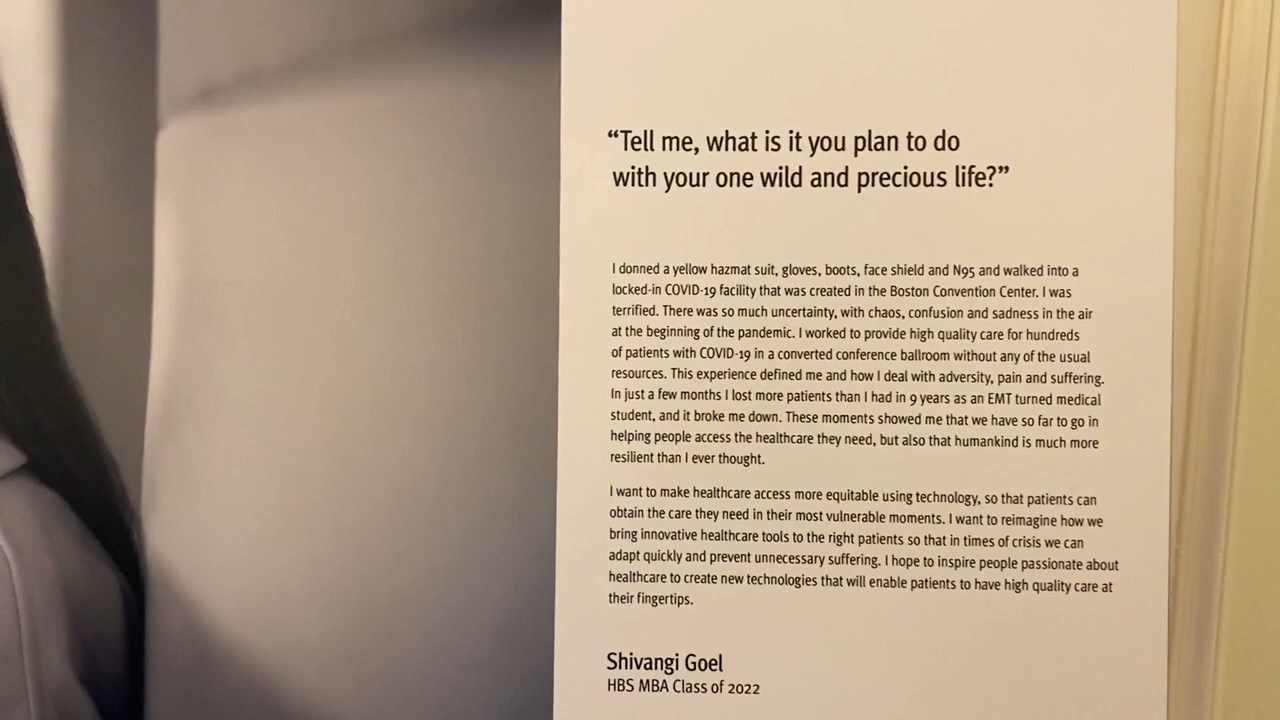 “Tell me, what is it you plan to do
with your one wild and precious life?”
I donned a yellow hazmat suit, gloves, boots, face shield and N95 and walked into a
locked-in COVID-19 facility that was created in the Boston Convention Center. I was
terrified. There was so much uncertainty, with chaos, confusion and sadness in the air
at the beginning of the pandemic. I worked to provide high quality care for hundreds
of patients with COVID-19 in a converted conference ballroom without any of the usual
resources. This experience defined me and how I deal with adversity, pain and suffering.
In just a few months I lost more patients than I had in 9 years as an EMT turned medical
student, and it broke me down. These moments showed me that we have so far to go in
helping people access the healthcare they need, but also that humankind is much more
resilient than I ever thought.
I want to make healthcare access more equitable using technology, so that patients can
obtain the care they need in their most vulnerable moments. I want to reimagine how we
bring innovative healthcare tools to the right patients so that in times of crisis we can
adapt quickly and prevent unnecessary suffering. I hope to inspire people passionate about
healthcare to create new technologies that will enable patients to have high quality care at
their fingertips.
Shivangi Goel
HBS MBA Class of 2022